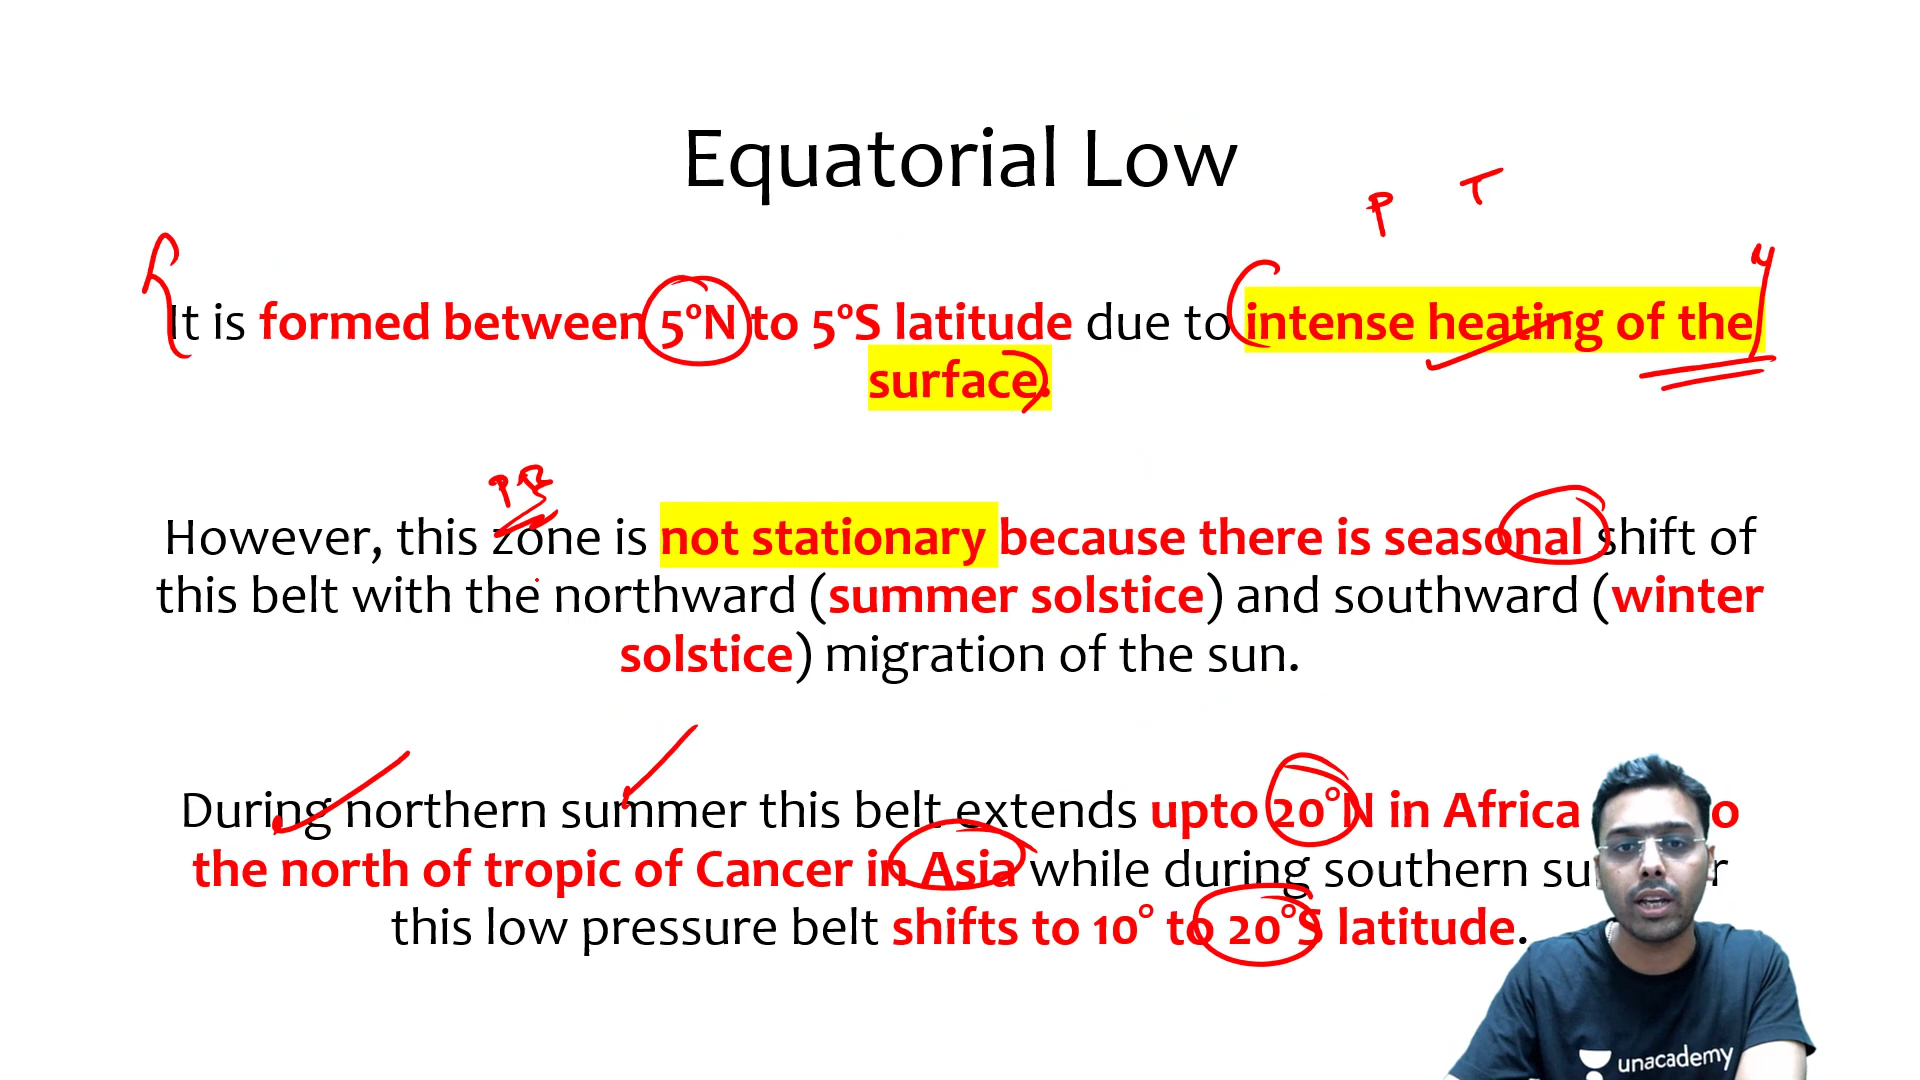 Equatorial Low
P T
It is formed between 5°N to 5°S latitude due to intense heating of the
surface.
However, this zone is not stationary because there is seasonal shift of
this belt with the northward (summer solstice) and southward (winter
solstice) migration of the sun.
During northern summer this belt extends upto 20°N in Africa
the north of tropic of Cancer in Asia while during southern
this low pressure belt shifts to 10° to 20°S latitude.
unacademy